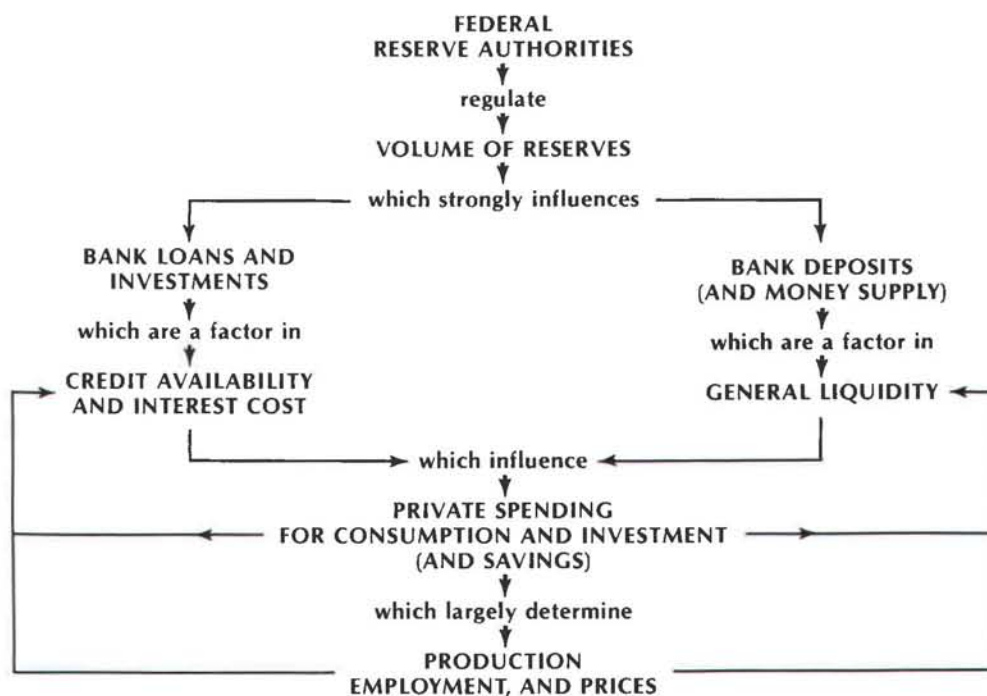 FEDERAL
RESERVE AUTHORITIES
regulate
VOLUME OF RESERVES
which strongly influences
BANK LOANS AND
INVESTMENTS
which are a factor in
CREDIT AVAILABILITY
AND INTEREST COST
BANK DEPOSITS
(AND MONEY SUPPLY)
which are a factor in
GENERAL LIQUIDITY
which influence
PRIVATE SPENDING
FOR CONSUMPTION AND INVESTMENT
(AND SAVINGS)
which largely determine
PRODUCTION
EMPLOYMENT, AND PRICES